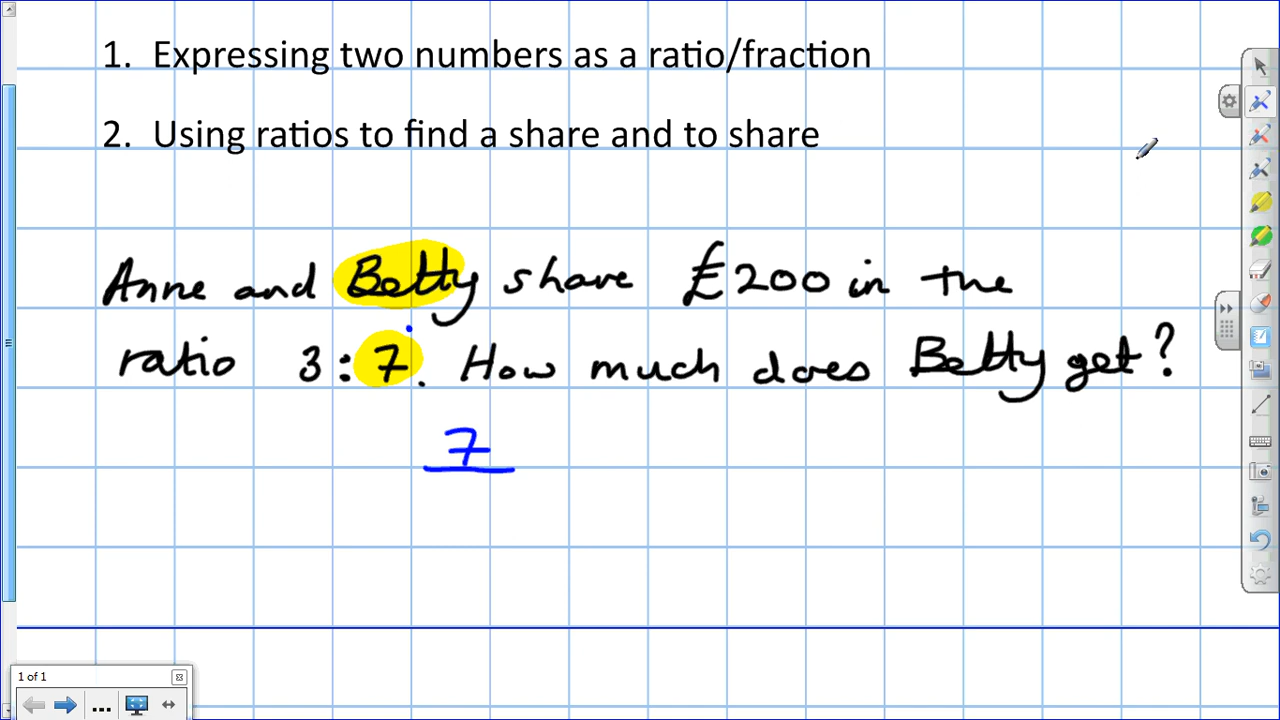 1. Expressing two numbers as a ratio/fraction
2. Using ratios to find a share and to share
Anne and Betty share £200 in the
ratio 3:7. How much does Betty get?
7
1 of 1